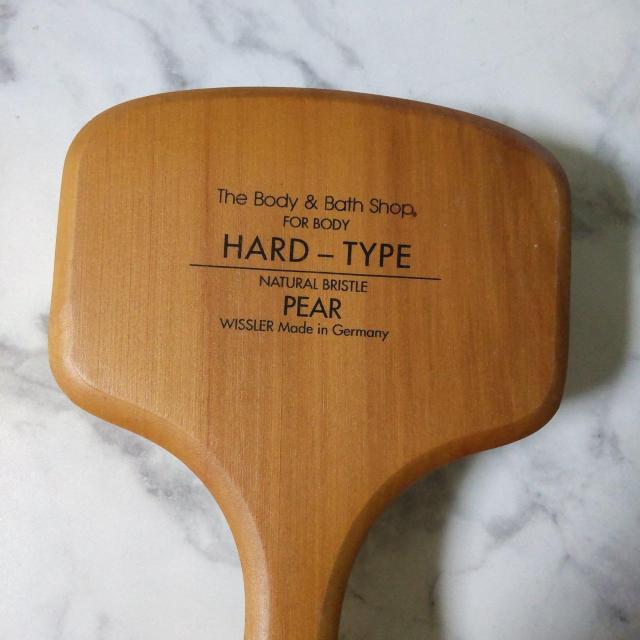 The Body & Bath Shop
FOR BODY
HARD – TYPE
NATURAL BRISTLE
PEAR
WISSLER Made in Germany